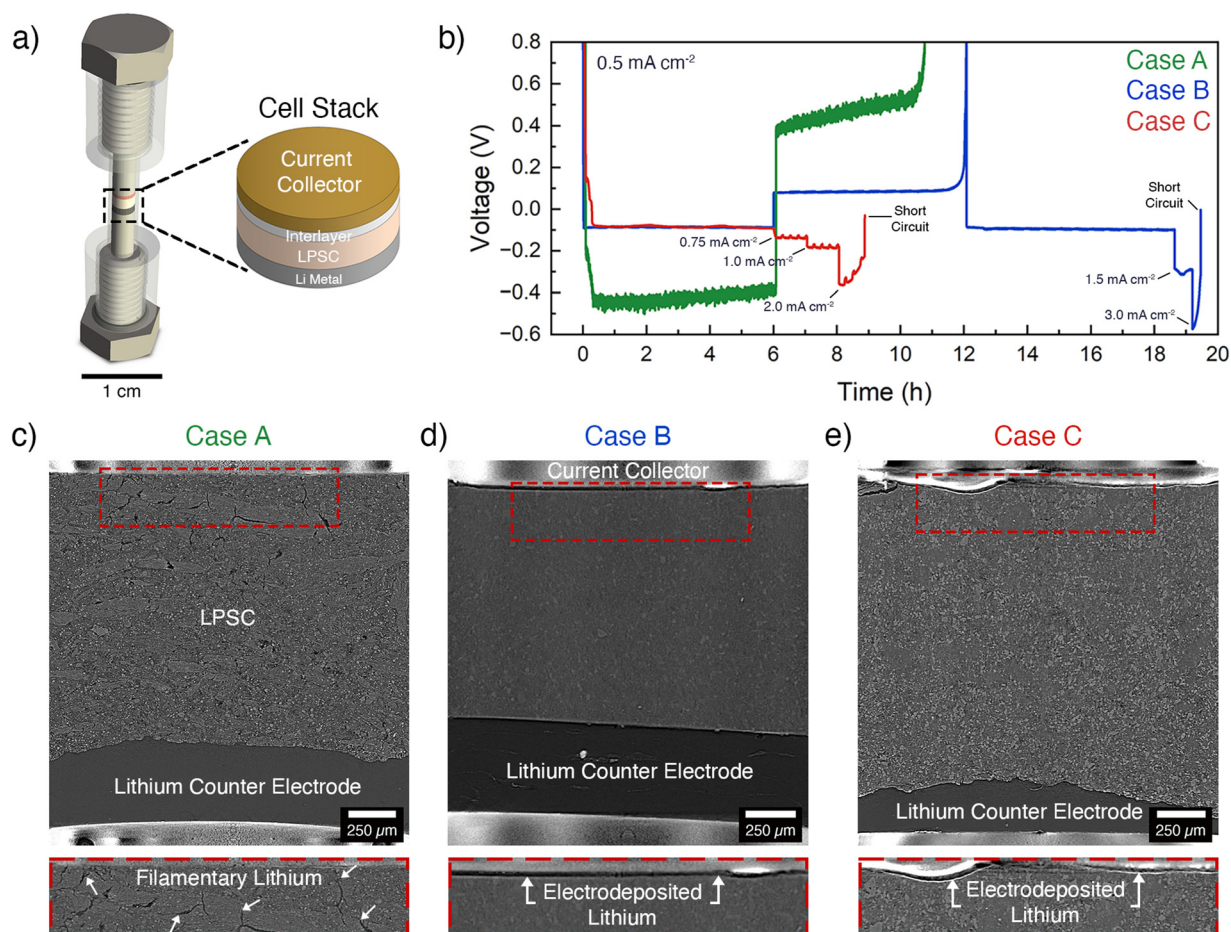 a)
Cell Stack
Current
Collector
Interlayer
LPSC
Li Metal
1 cm
b)
0.5 mA cm⁻²
Case A
Case B
Case C
0.8
0.6
0.4
0.2
0.0
-0.2
-0.4
-0.6
Voltage (V)
Short
Circuit
0.75 mA cm⁻²
1.0 mA cm⁻²
2.0 mA cm⁻²
Short
Circuit
1.5 mA cm⁻²
3.0 mA cm⁻²
0 2 4 6 8 10 12 14 16 18 19 20
Time (h)
c)
Case A
LPSC
Lithium Counter Electrode
250 µm
Filamentary Lithium
d)
Case B
Current Collector
Lithium Counter Electrode
250 µm
Electrodeposited
Lithium
e)
Case C
Lithium Counter Electrode
250 µm
Electrodeposited
Lithium